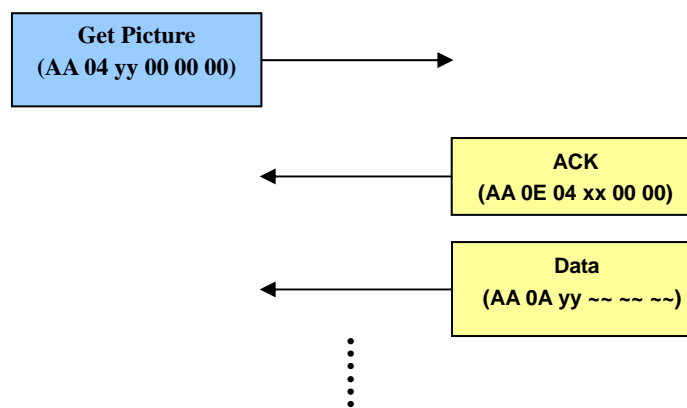 Get Picture
(AA 04 yy 00 00 00)
ACK
(AA 0E 04 xx 00 00)
Data
(AA 0A yy ~~ ~~ ~~)